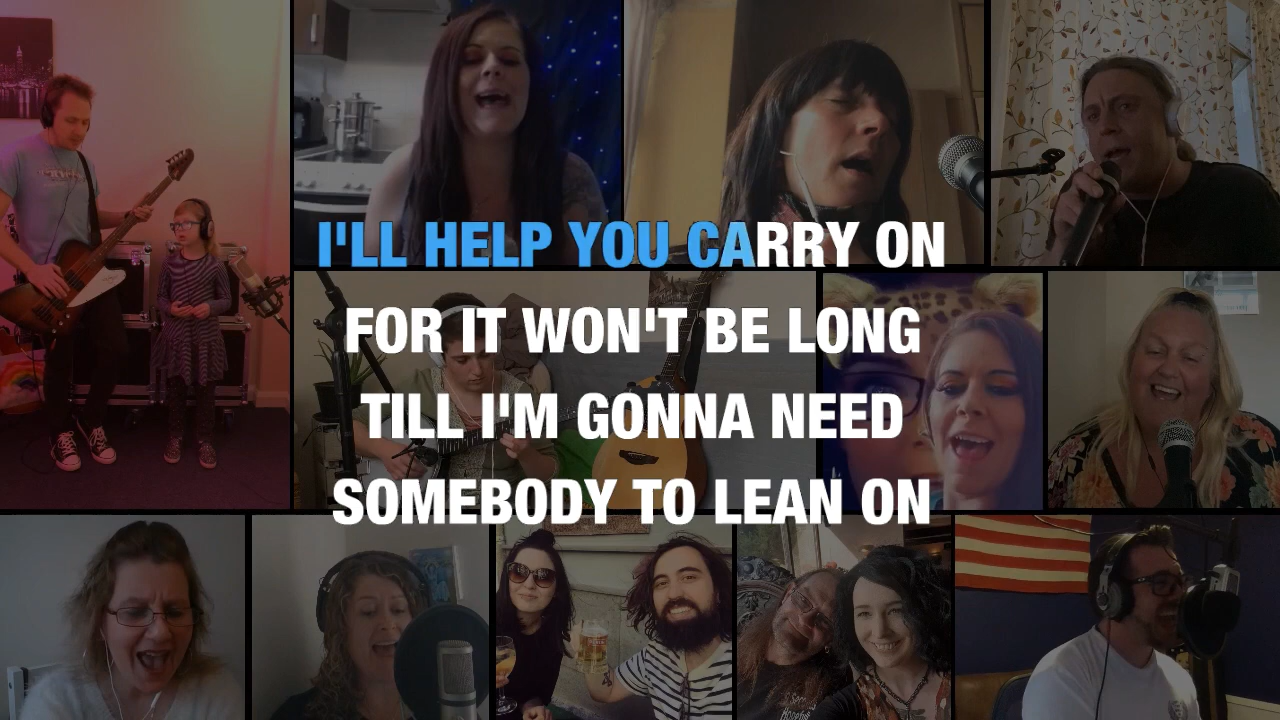 I'LL HELP YOU CARRY ON
FOR IT WON'T BE LONG
TILL I'M GONNA NEED
SOMEBODY TO LEAN ON